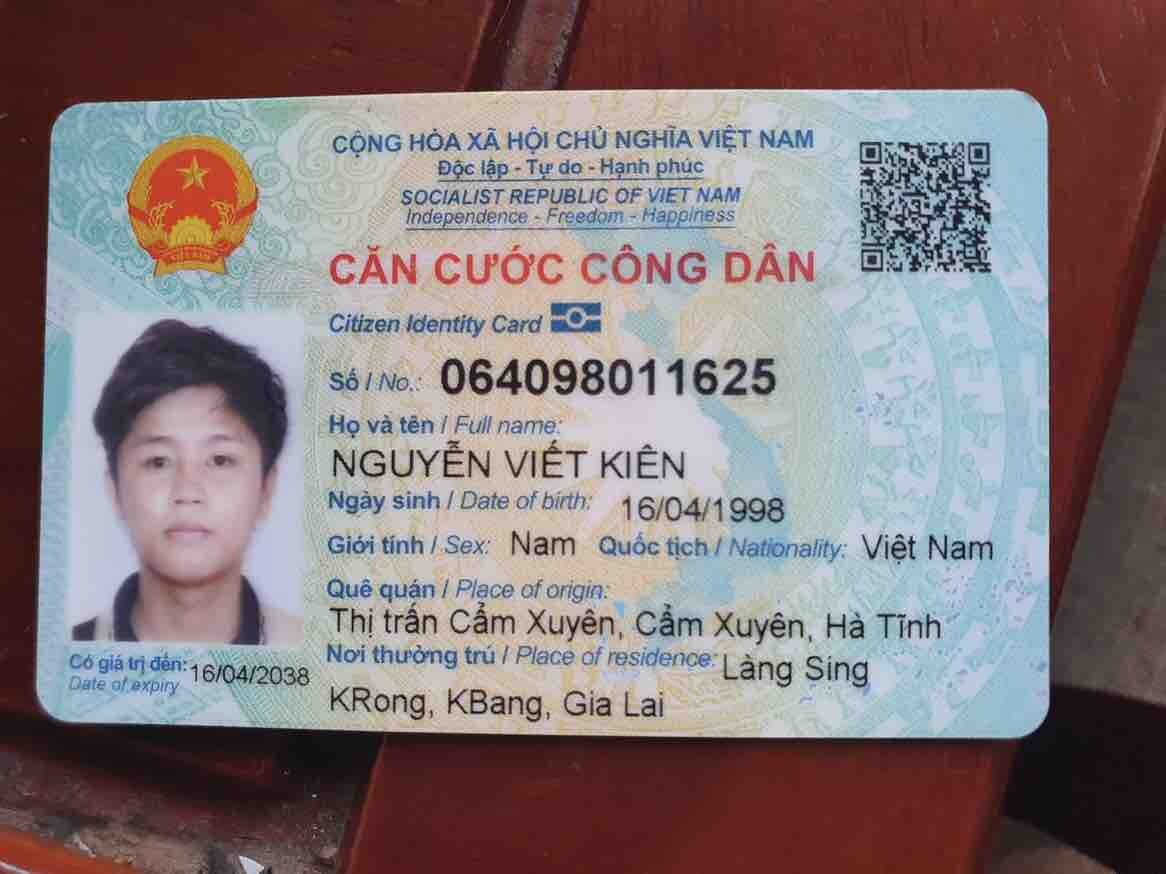 CỘNG HÒA XÃ HỘI CHỦ NGHĨA VIỆT NAM
Độc lập - Tự do - Hạnh phúc
SOCIALIST REPUBLIC OF VIET NAM
Independence - Freedom - Happiness
CĂN CƯỚC CÔNG DÂN
Citizen Identity Card
Số / No.: 064098011625
Họ và tên / Full name:
NGUYỄN VIẾT KIÊN
Ngày sinh / Date of birth: 16/04/1998
Giới tính / Sex: Nam Quốc tịch / Nationality: Việt Nam
Quê quán / Place of origin:
Thị trấn Cẩm Xuyên, Cẩm Xuyên, Hà Tĩnh
Nơi thường trú / Place of residence: Làng Sing
KRong, KBang, Gia Lai
Có giá trị đến: 16/04/2038
Date of expiry